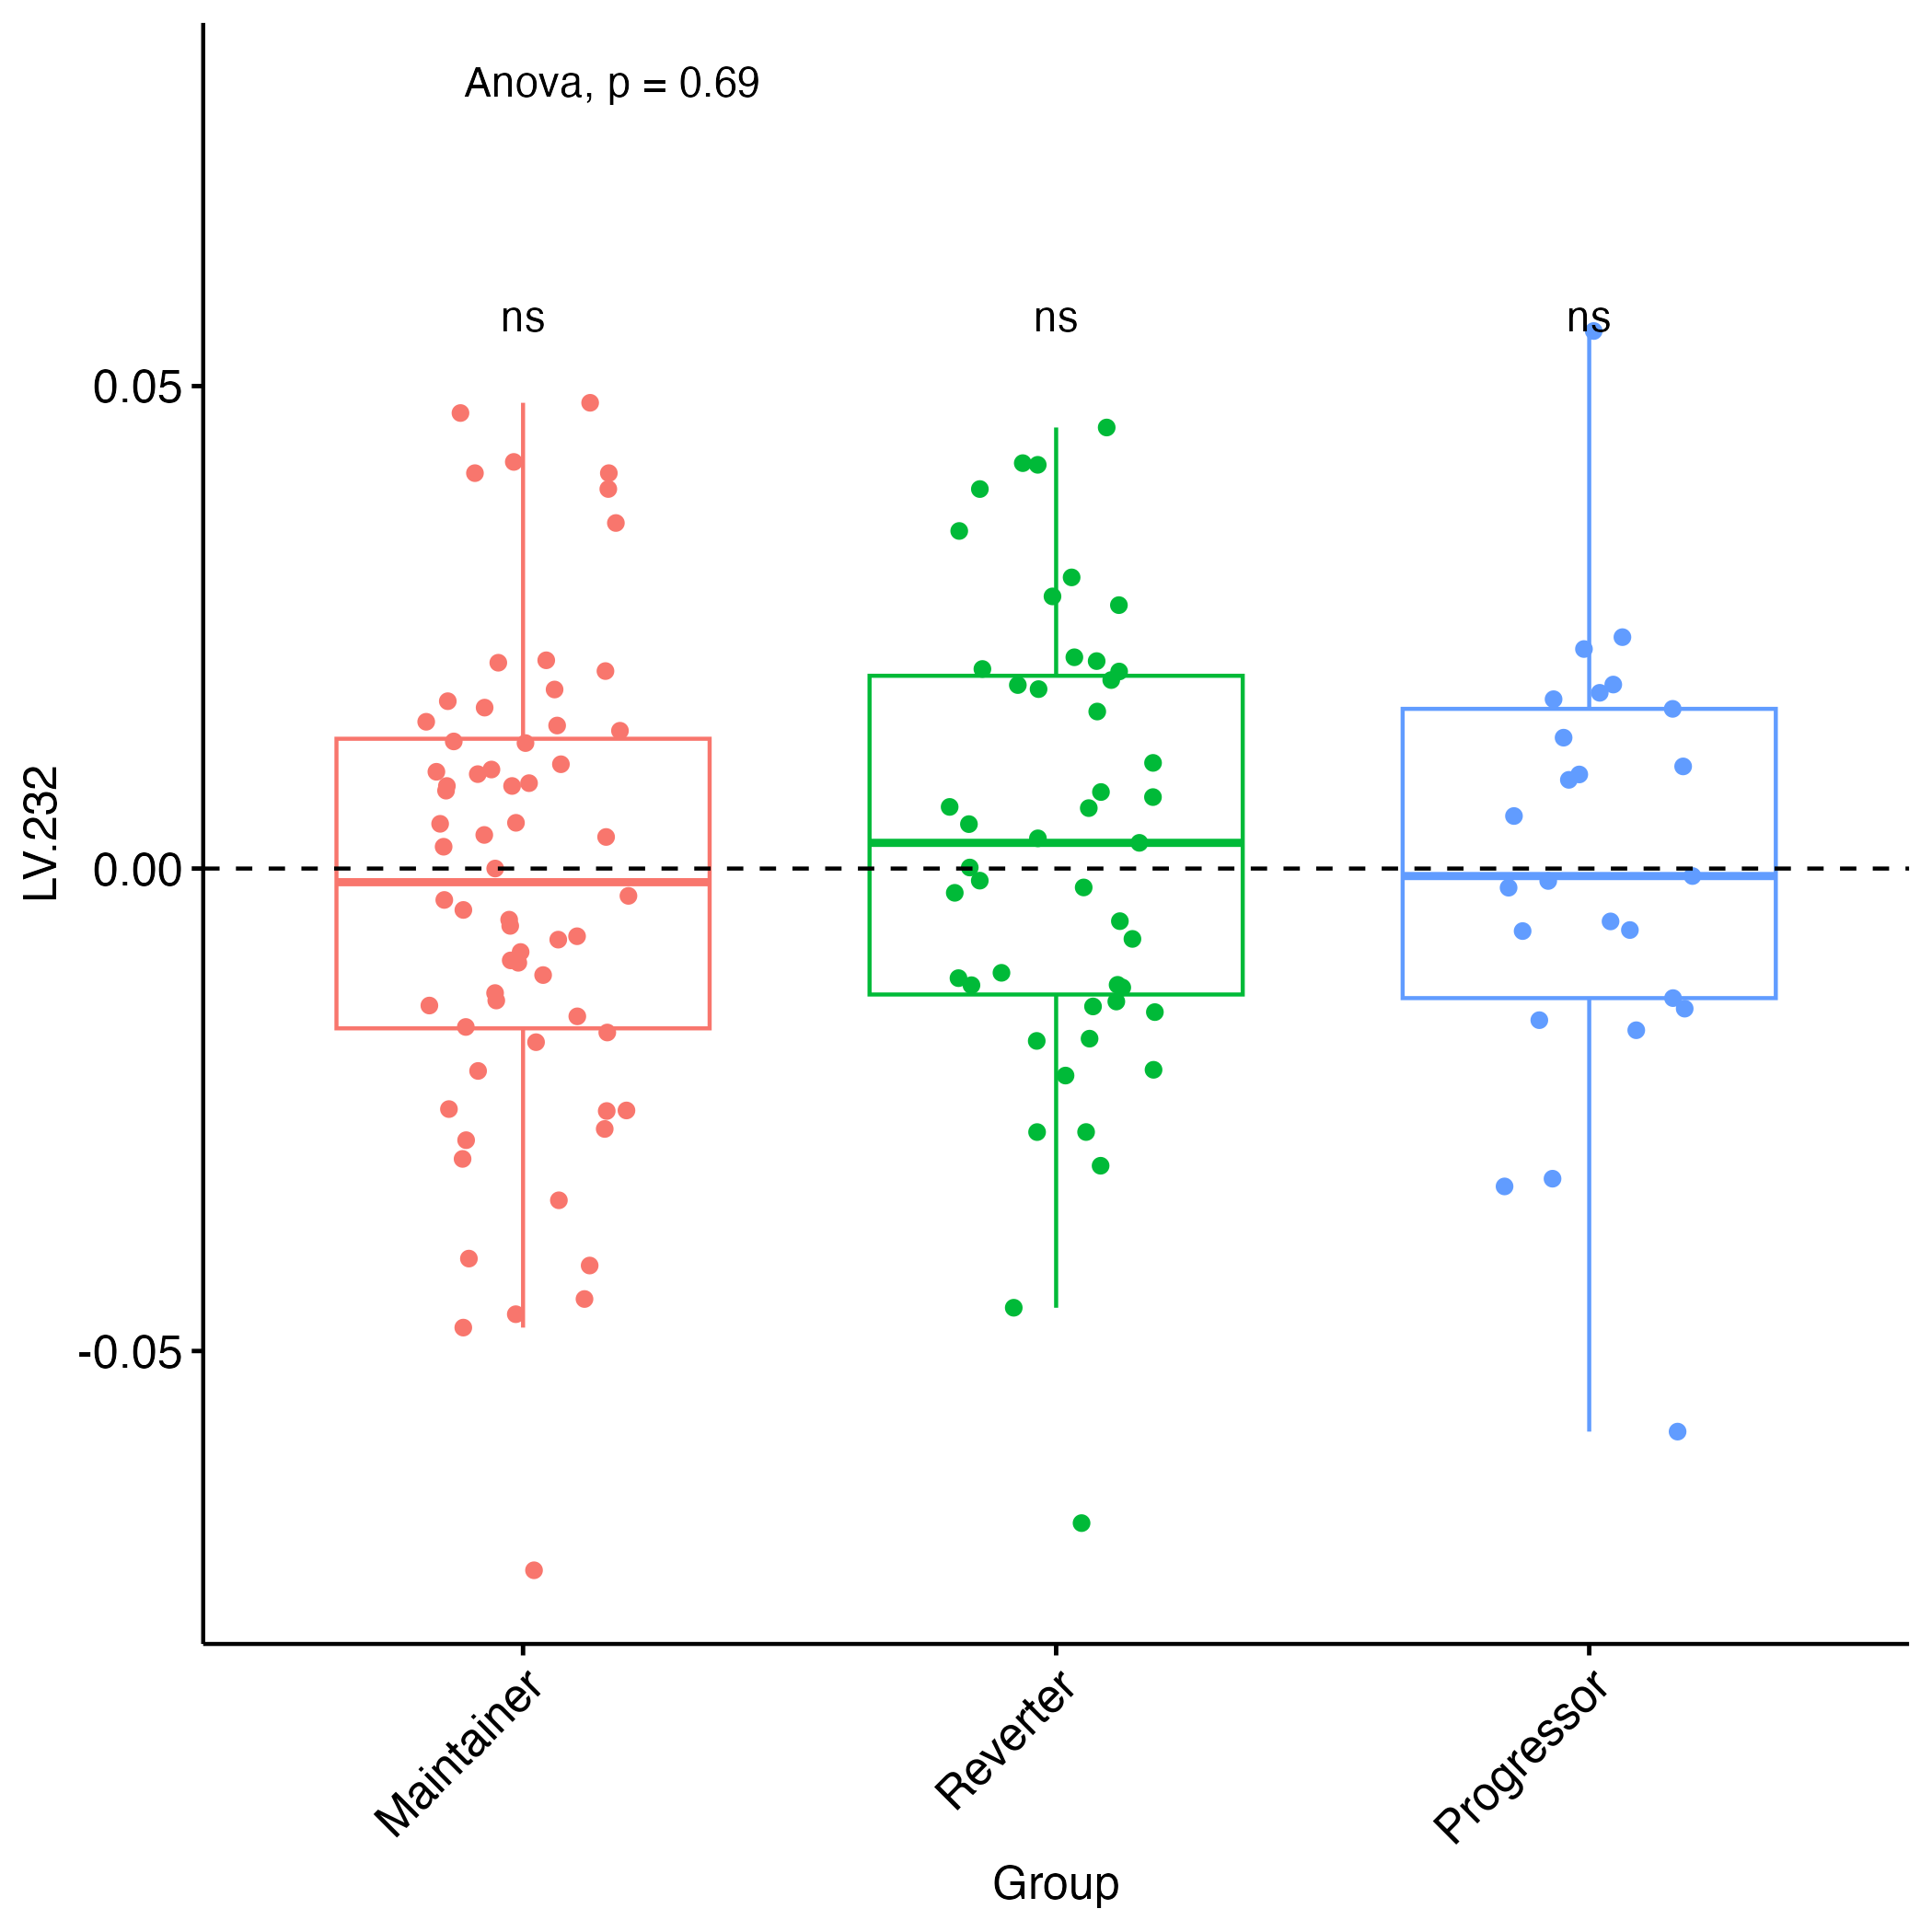 Anova, p = 0.69
ns ns ns
0.05
0.00
-0.05
LV.232
Maintainer
Reverter
Progressor
Group